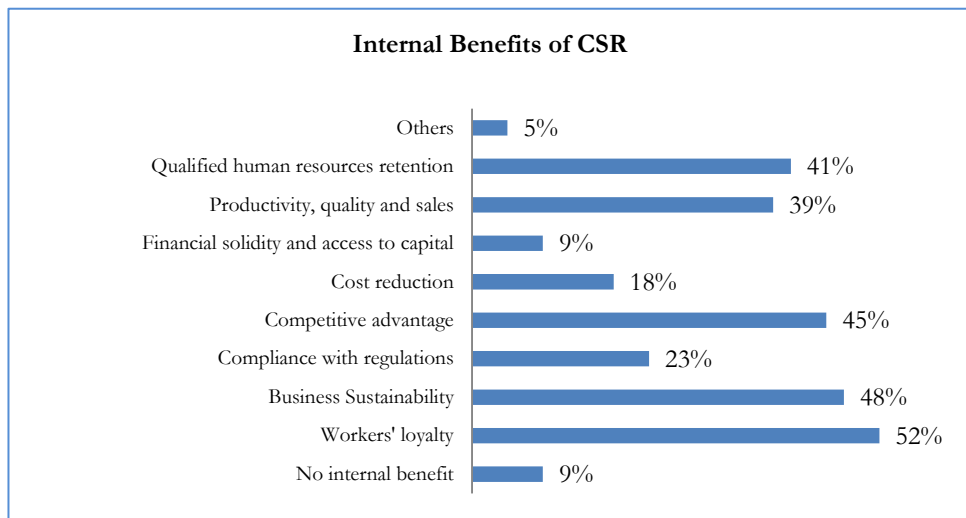 Internal Benefits of CSR
Others 5%
Qualified human resources retention 41%
Productivity, quality and sales 39%
Financial solidity and access to capital 9%
Cost reduction 18%
Competitive advantage 45%
Compliance with regulations 23%
Business Sustainability 48%
Workers' loyalty 52%
No internal benefit 9%